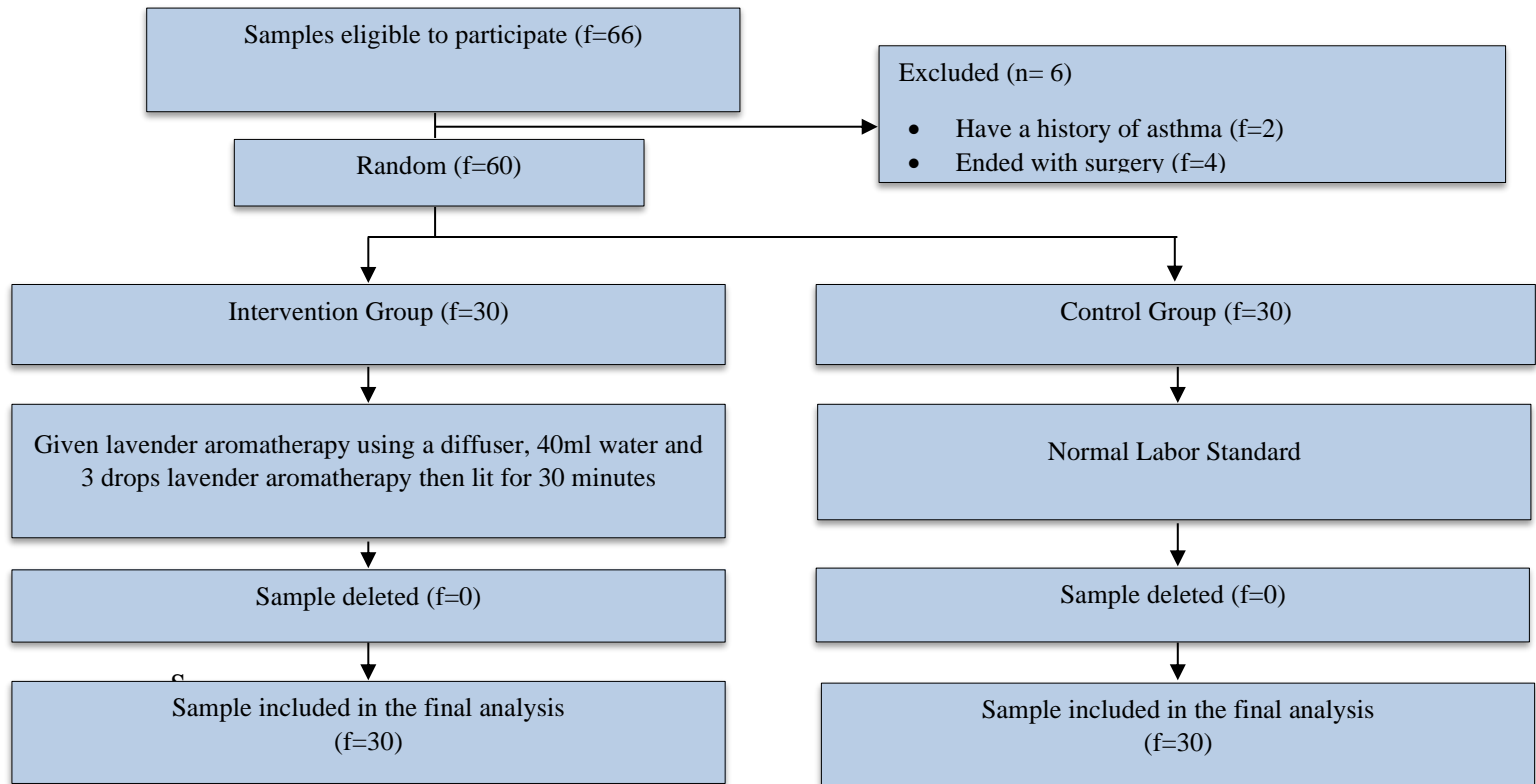 Samples eligible to participate (f=66)
Excluded (n= 6)
• Have a history of asthma (f=2)
• Ended with surgery (f=4)
Random (f=60)
Intervention Group (f=30)
Control Group (f=30)
Given lavender aromatherapy using a diffuser, 40ml water and
3 drops lavender aromatherapy then lit for 30 minutes
Normal Labor Standard
Sample deleted (f=0)
Sample deleted (f=0)
Sample included in the final analysis
(f=30)
Sample included in the final analysis
(f=30)